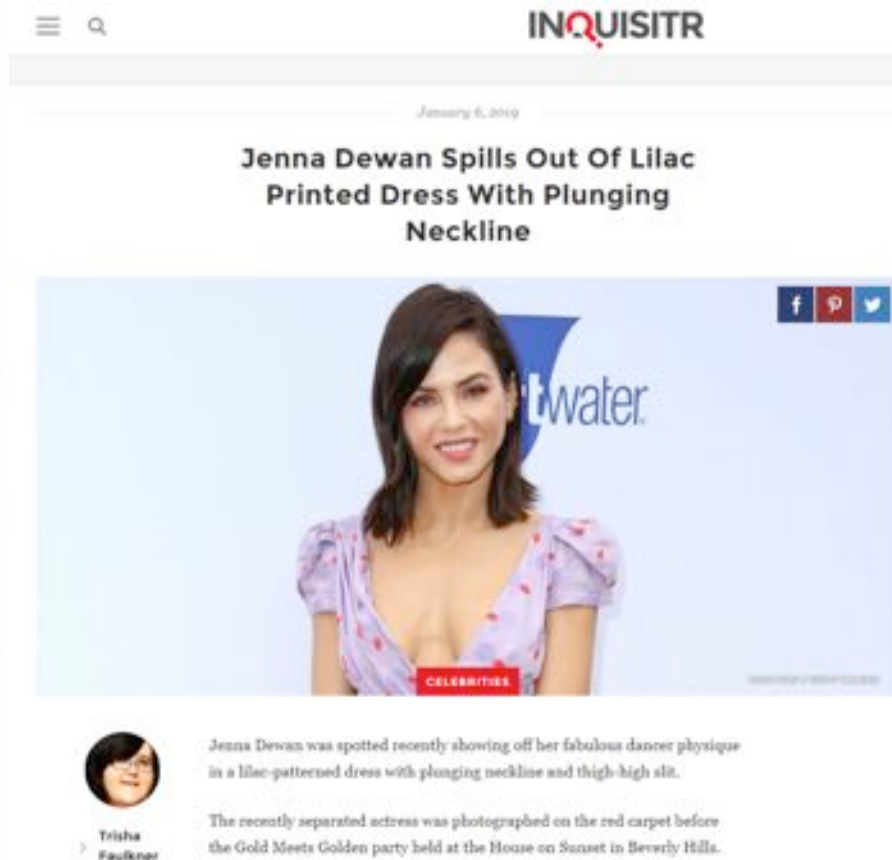 INQUISITR
January 6, 2019
Jenna Dewan Spills Out Of Lilac
Printed Dress With Plunging
Neckline
f
twater
CELEBRITIES
Jenna Dewan was spotted recently showing off her fabulous dancer physique
in a lilac-patterned dress with plunging neckline and thigh-high slit.
Trisha
Faulkner
The recently separated actress was photographed on the red carpet before
the Gold Meets Golden party held at the House on Sunset in Beverly Hills.